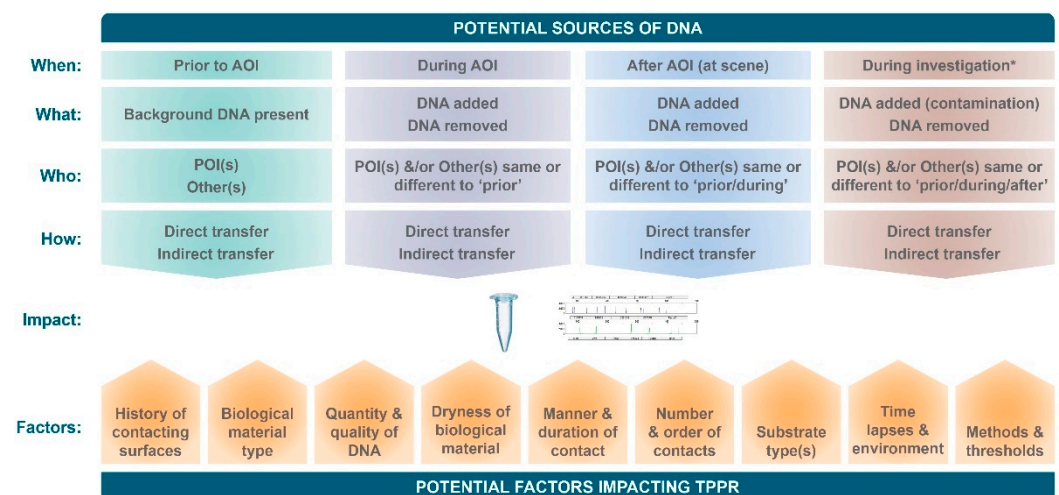 POTENTIAL SOURCES OF DNA
When:
Prior to AOI
During AOI
After AOI (at scene)
During investigation*
What:
Background DNA present
DNA added
DNA removed
DNA added
DNA removed
DNA added (contamination)
DNA removed
Who:
POI(s)
Other(s)
POI(s) &/or Other(s) same or
different to ‘prior’
POI(s) &/or Other(s) same or
different to ‘prior/during’
POI(s) &/or Other(s) same or
different to ‘prior/during/after’
How:
Direct transfer
Indirect transfer
Direct transfer
Indirect transfer
Direct transfer
Indirect transfer
Direct transfer
Indirect transfer
Impact:
Factors:
History of
contacting
surfaces
Biological
material
type
Quantity &
quality of
DNA
Dryness of
biological
material
Manner &
duration of
contact
Number
& order of
contacts
Substrate
type(s)
Time
lapses &
environment
Methods &
thresholds
POTENTIAL FACTORS IMPACTING TPPR